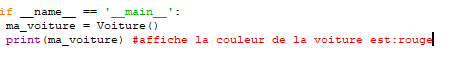 if __name__ == '__main__':
 ma_voiture = Voiture()
 print(ma_voiture) #affiche la couleur de la voiture est:rouge